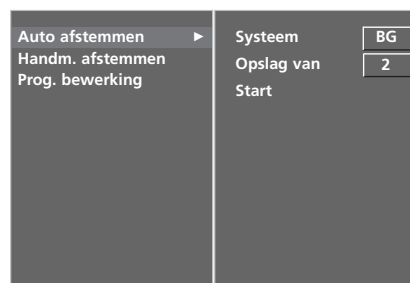 Auto afstemmen ►
Handm. afstemmen
Prog. bewerking
Systeem BG
Opslag van 2
Start